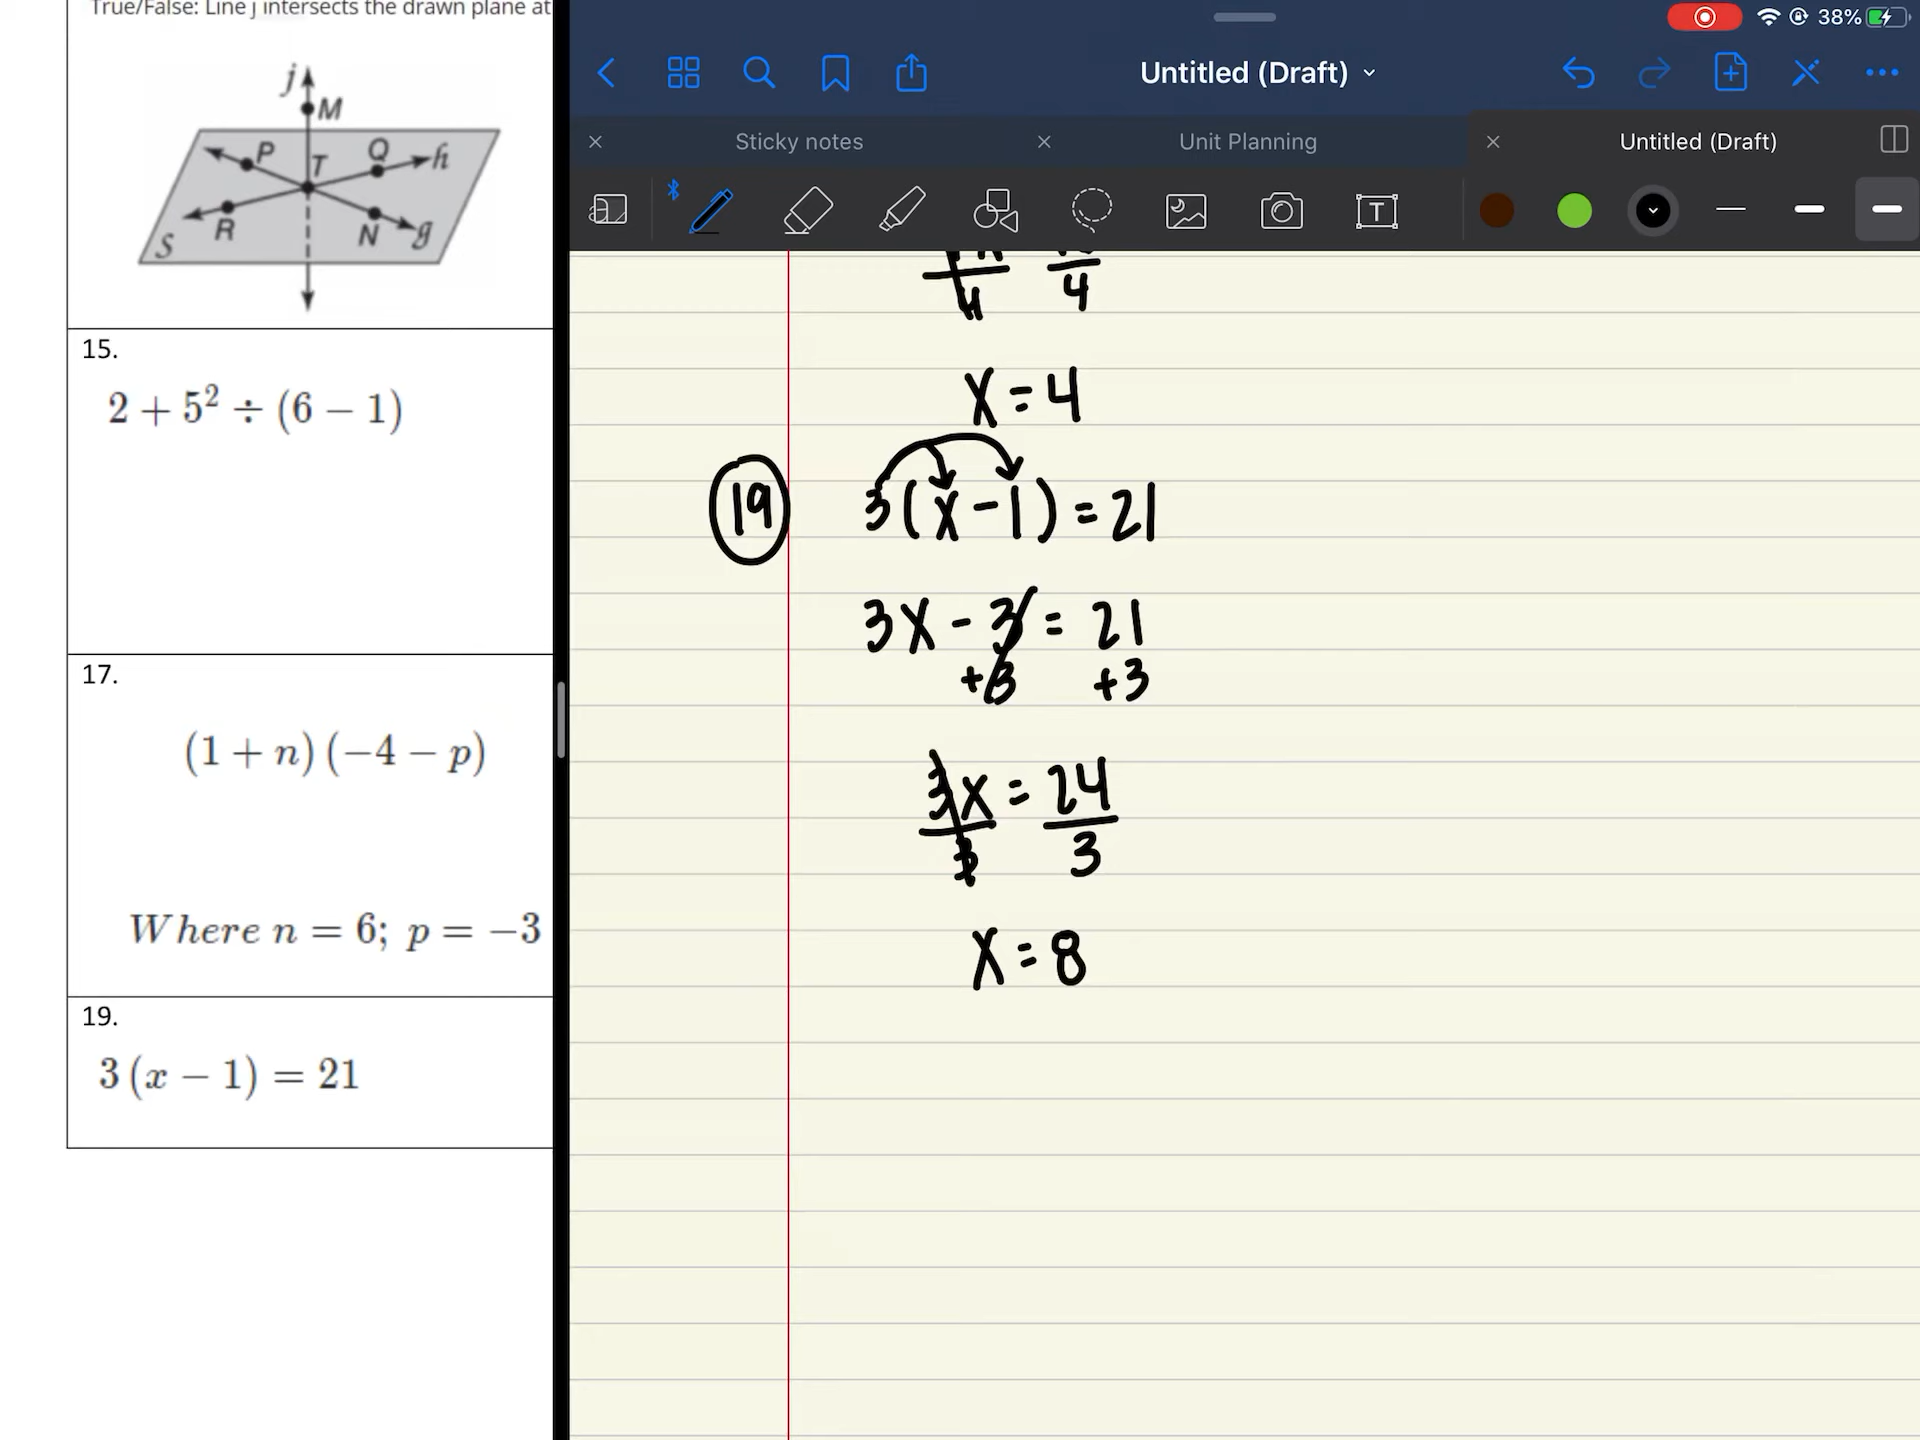 True/False: Line j intersects the drawn plane at
j
M
P
T
Q
h
R
N
g
S
15.
2 + 5² ÷ (6 − 1)
17.
(1 + n)(−4 − p)
Where n = 6; p = −3
19.
3(x − 1) = 21
38%
Untitled (Draft)
Sticky notes
Unit Planning
Untitled (Draft)
a
T
4
4
x = 4
19
3(x - 1) = 21
3x - 3 = 21
+3 +3
3x = 24
3 3
x = 8